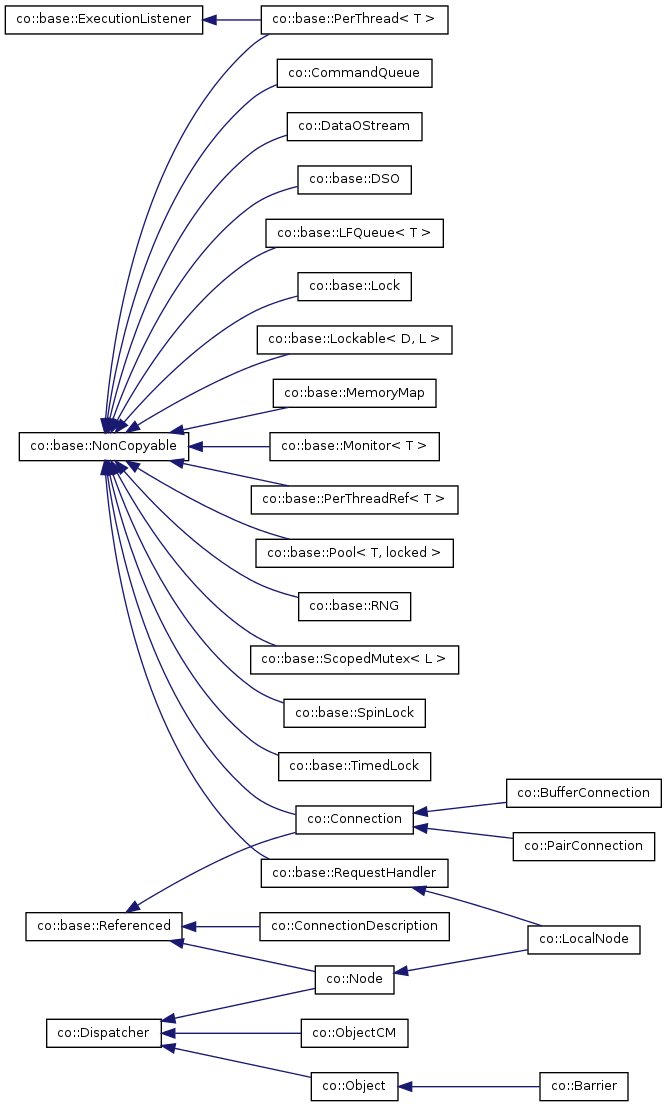 co::base::ExecutionListener
co::base::PerThread< T >
co::CommandQueue
co::DataOStream
co::base::DSO
co::base::LFQueue< T >
co::base::Lock
co::base::Lockable< D, L >
co::base::MemoryMap
co::base::NonCopyable
co::base::Monitor< T >
co::base::PerThreadRef< T >
co::base::Pool< T, locked >
co::base::RNG
co::base::ScopedMutex< L >
co::base::SpinLock
co::base::TimedLock
co::BufferConnection
co::Connection
co::PairConnection
co::base::RequestHandler
co::base::Referenced
co::ConnectionDescription
co::LocalNode
co::Node
co::Dispatcher
co::ObjectCM
co::Object
co::Barrier